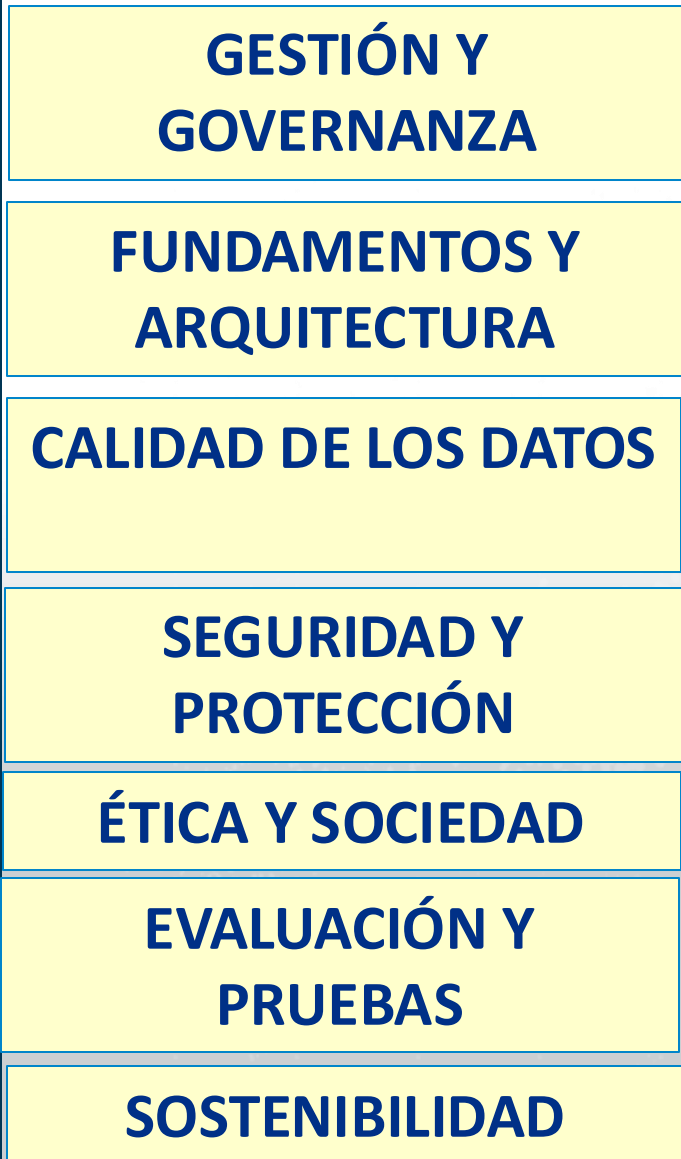 GESTIÓN Y
GOVERNANZA
FUNDAMENTOS Y
ARQUITECTURA
CALIDAD DE LOS DATOS
SEGURIDAD Y
PROTECCIÓN
ÉTICA Y SOCIEDAD
EVALUACIÓN Y
PRUEBAS
SOSTENIBILIDAD